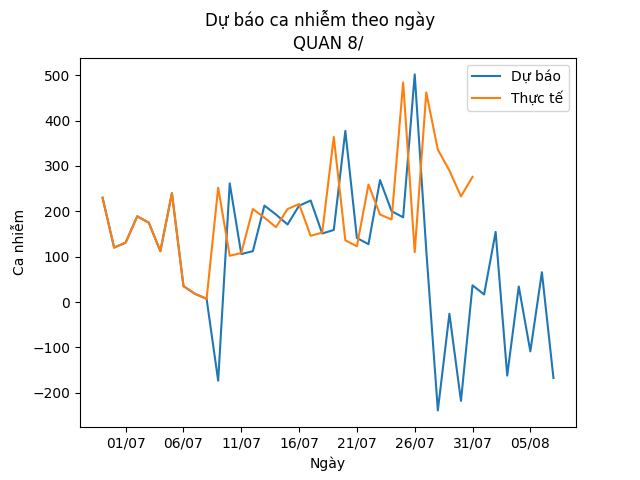 Dự báo ca nhiễm theo ngày
QUAN 8/
Dự báo
Thực tế
Ca nhiễm
500
400
300
200
100
0
−100
−200
01/07
06/07
11/07
16/07
21/07
26/07
31/07
05/08
Ngày